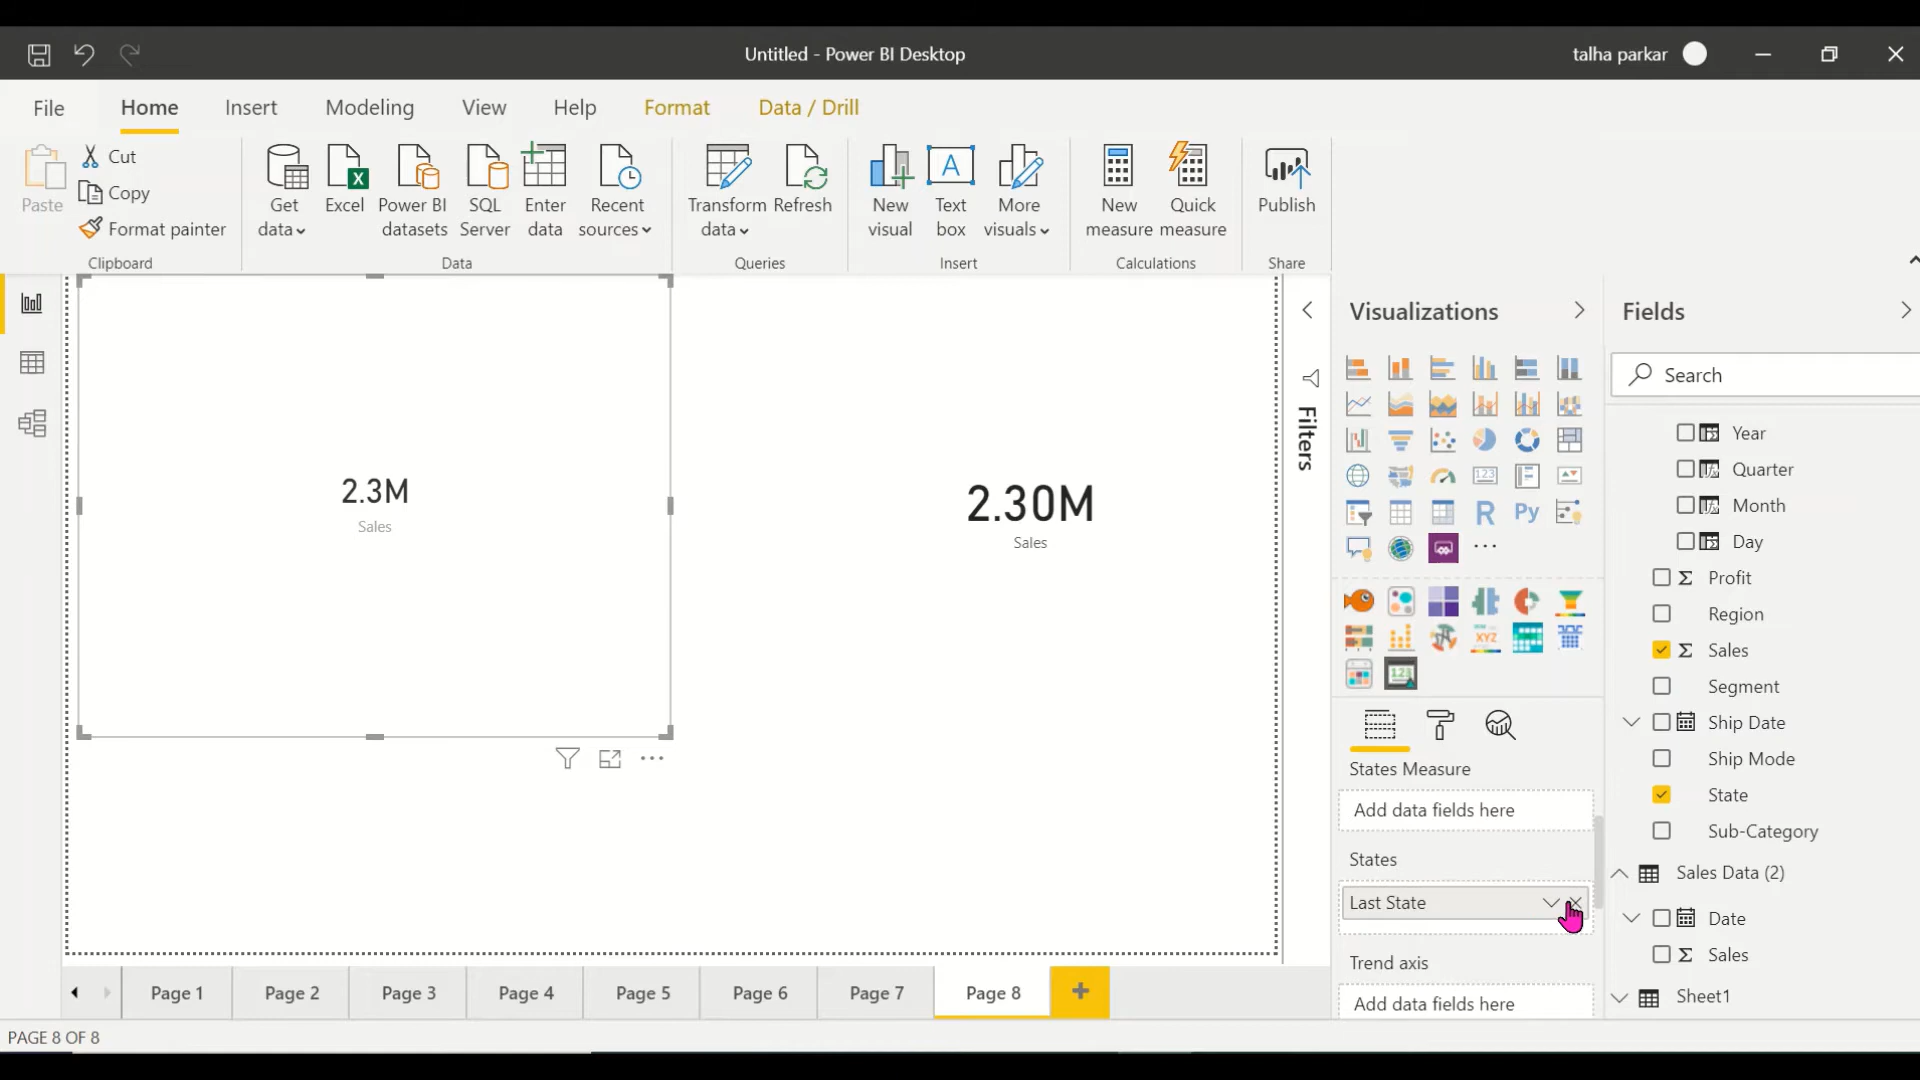 Untitled - Power BI Desktop
talha parkar
File
Home
Insert
Modeling
View
Help
Format
Data / Drill
Paste
Cut
Copy
Format painter
Clipboard
Get data
Excel
Power BI datasets
SQL Server
Enter data
Recent sources
Data
Transform data
Refresh
Queries
New visual
Text box
More visuals
Insert
New measure
Quick measure
Calculations
Publish
Share
2.3M
Sales
2.30M
Sales
Filters
Visualizations
123
R
Py
XYZ
123
States Measure
Add data fields here
States
Last State
Trend axis
Add data fields here
Fields
Search
Year
Quarter
Month
Day
Profit
Region
Sales
Segment
Ship Date
Ship Mode
State
Sub-Category
Sales Data (2)
Date
Sales
Sheet1
Page 1
Page 2
Page 3
Page 4
Page 5
Page 6
Page 7
Page 8
PAGE 8 OF 8